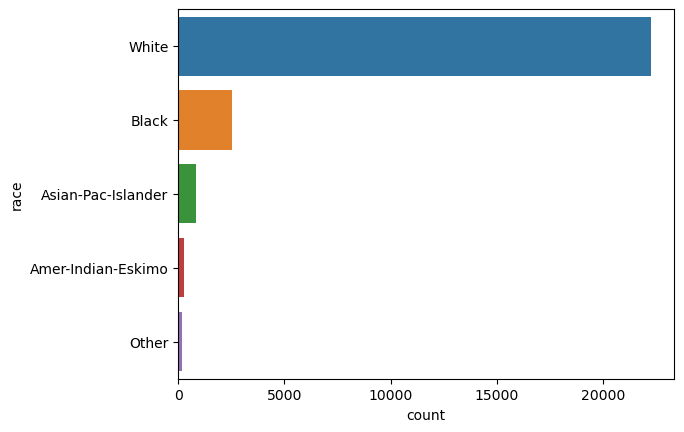 White
Black
Asian-Pac-Islander
Amer-Indian-Eskimo
Other
race
0 5000 10000 15000 20000
count